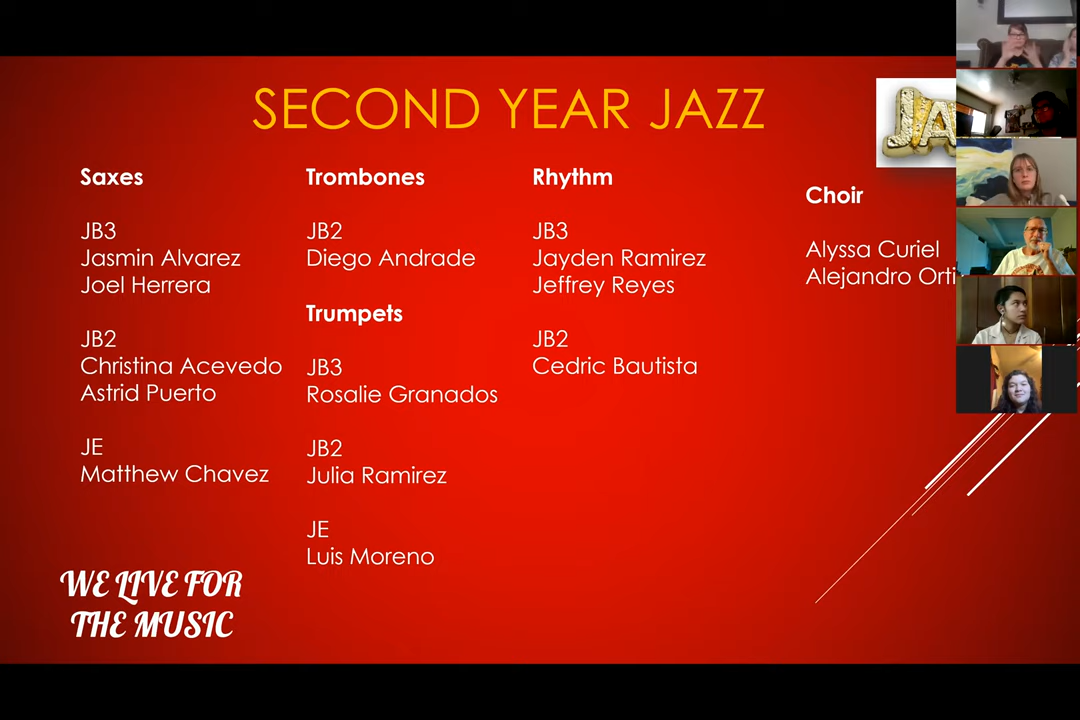 SECOND YEAR JAZZ
Saxes
JB3
Jasmin Alvarez
Joel Herrera
JB2
Christina Acevedo
Astrid Puerto
JE
Matthew Chavez
Trombones
JB2
Diego Andrade
Trumpets
JB3
Rosalie Granados
JB2
Julia Ramirez
JE
Luis Moreno
Rhythm
JB3
Jayden Ramirez
Jeffrey Reyes
JB2
Cedric Bautista
Choir
Alyssa Curiel
Alejandro
WE LIVE FOR
THE MUSIC